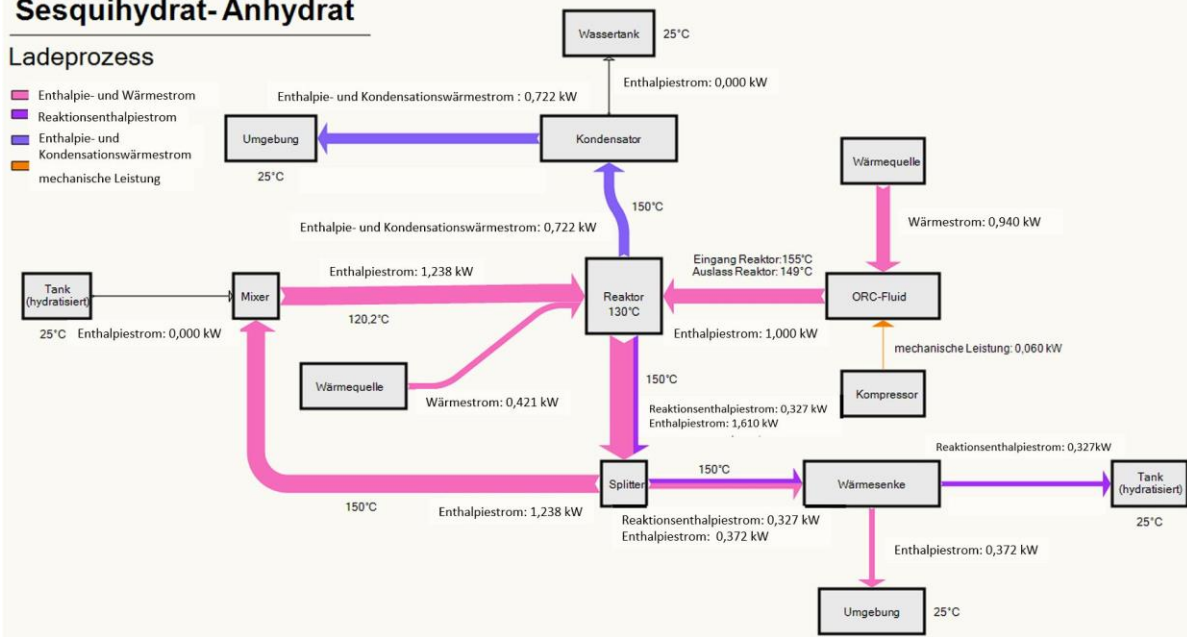 Sesquihydrat- Anhydrat
Ladeprozess
Enthalpie- und Wärmestrom
Reaktionsenthalpiestrom
Enthalpie- und
Kondensationswärmestrom
mechanische Leistung
Wassertank
25°C
Enthalpiestrom: 0,000 kW
Enthalpie- und Kondensationswärmestrom : 0,722 kW
Umgebung
25°C
Kondensator
150°C
Enthalpie- und Kondensationswärmestrom: 0,722 kW
Wärmequelle
Wärmestrom: 0,940 kW
Tank
(hydratisiert)
25°C
Enthalpiestrom: 0,000 kW
Mixer
Enthalpiestrom: 1,238 kW
120,2°C
Reaktor
130°C
Eingang Reaktor:155°C
Auslass Reaktor: 149°C
Enthalpiestrom: 1,000 kW
ORC-Fluid
mechanische Leistung: 0,060 kW
Kompressor
Wärmequelle
Wärmestrom: 0,421 kW
150°C
Reaktionsenthalpiestrom: 0,327 kW
Enthalpiestrom: 1,610 kW
Splitter
150°C
Enthalpiestrom: 1,238 kW
150°C
Reaktionsenthalpiestrom: 0,327 kW
Enthalpiestrom: 0,372 kW
Wärmesenke
Reaktionsenthalpiestrom: 0,327kW
Tank
(hydratisiert)
25°C
Enthalpiestrom: 0,372 kW
Umgebung
25°C